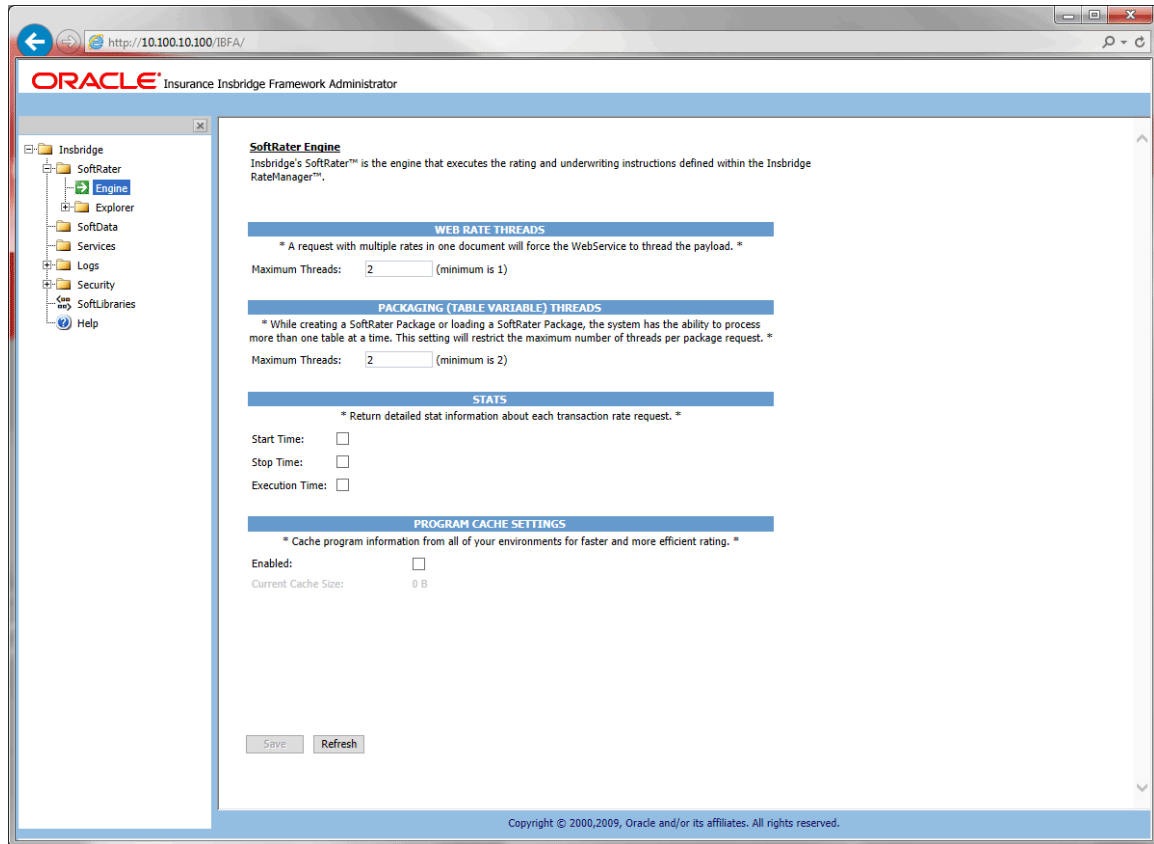 http://10.100.10.100/IBFA/
ORACLE® Insurance Insbridge Framework Administrator
Insbridge
SoftRater
Engine
Explorer
SoftData
Services
Logs
Security
SoftLibraries
Help
SoftRater Engine
Insbridge's SoftRater™ is the engine that executes the rating and underwriting instructions defined within the Insbridge
RateManager™.
WEB RATE THREADS
* A request with multiple rates in one document will force the WebService to thread the payload. *
Maximum Threads: 2 (minimum is 1)
PACKAGING (TABLE VARIABLE) THREADS
* While creating a SoftRater Package or loading a SoftRater Package, the system has the ability to process
more than one table at a time. This setting will restrict the maximum number of threads per package request. *
Maximum Threads: 2 (minimum is 2)
STATS
* Return detailed stat information about each transaction rate request. *
Start Time:
Stop Time:
Execution Time:
PROGRAM CACHE SETTINGS
* Cache program information from all of your environments for faster and more efficient rating. *
Enabled:
Current Cache Size: 0 B
Save Refresh
Copyright © 2000,2009, Oracle and/or its affiliates. All rights reserved.